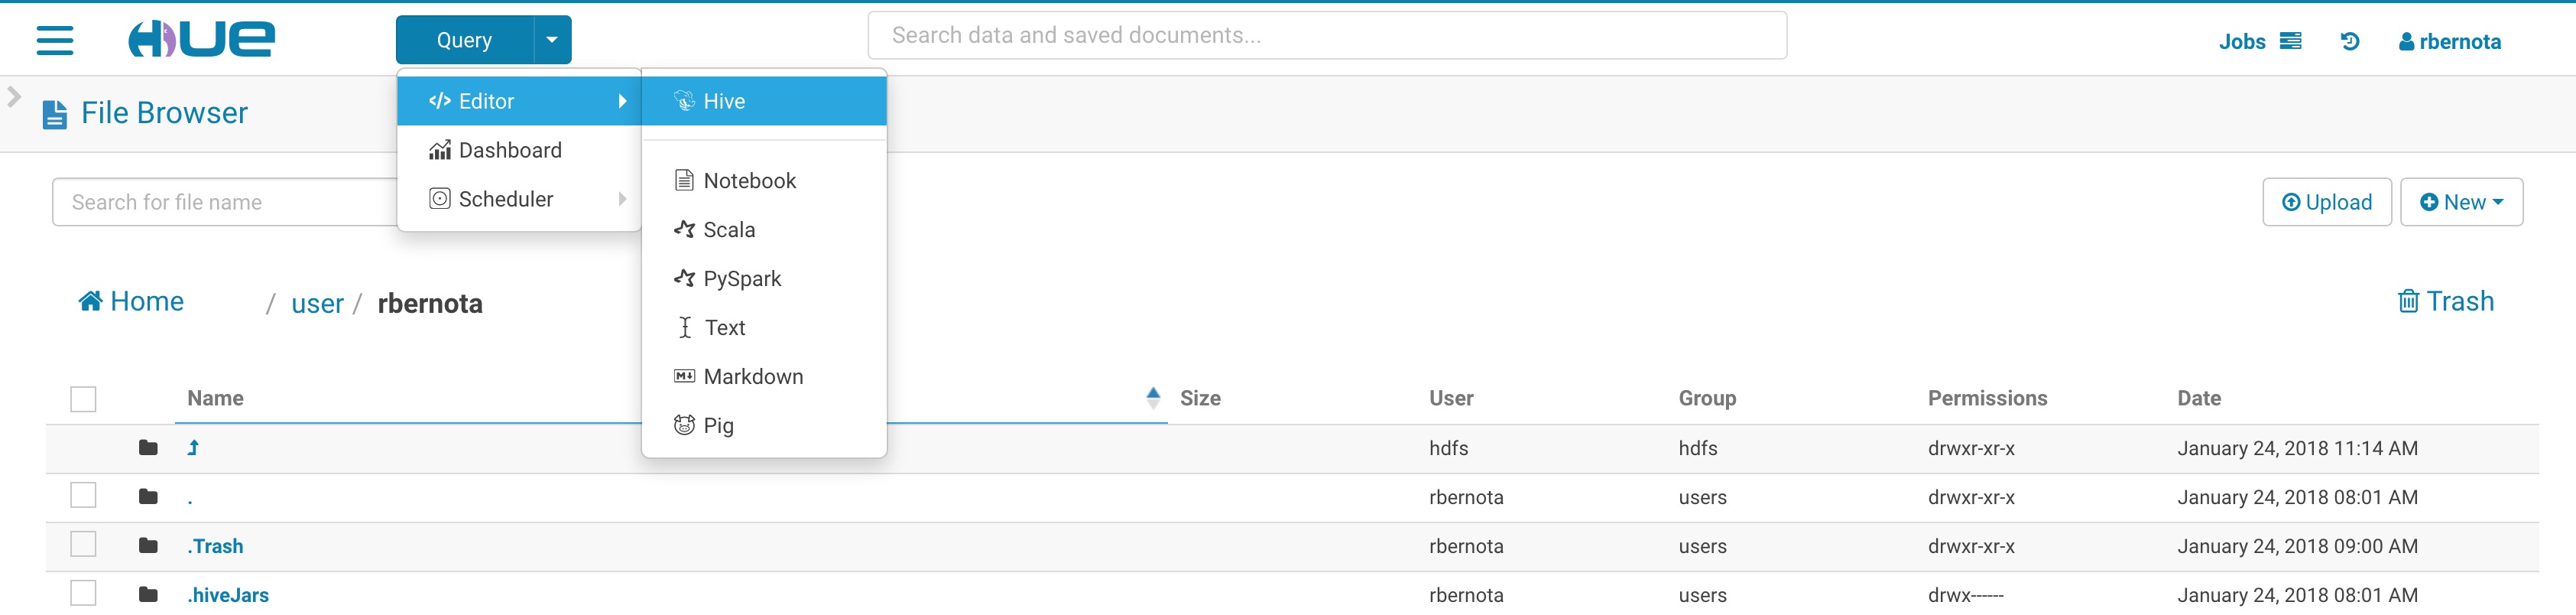 HUE
Query
Search data and saved documents...
Jobs
rbernota
File Browser
</> Editor
Dashboard
Scheduler
Hive
Notebook
Scala
PySpark
Text
Markdown
Pig
Search for file name
Upload
New
Home / user / rbernota
Trash
Name Size User Group Permissions Date
hdfs hdfs drwxr-xr-x January 24, 2018 11:14 AM
. rbernota users drwxr-xr-x January 24, 2018 08:01 AM
.Trash rbernota users drwxr-xr-x January 24, 2018 09:00 AM
.hiveJars rbernota users drwx------ January 24, 2018 08:01 AM